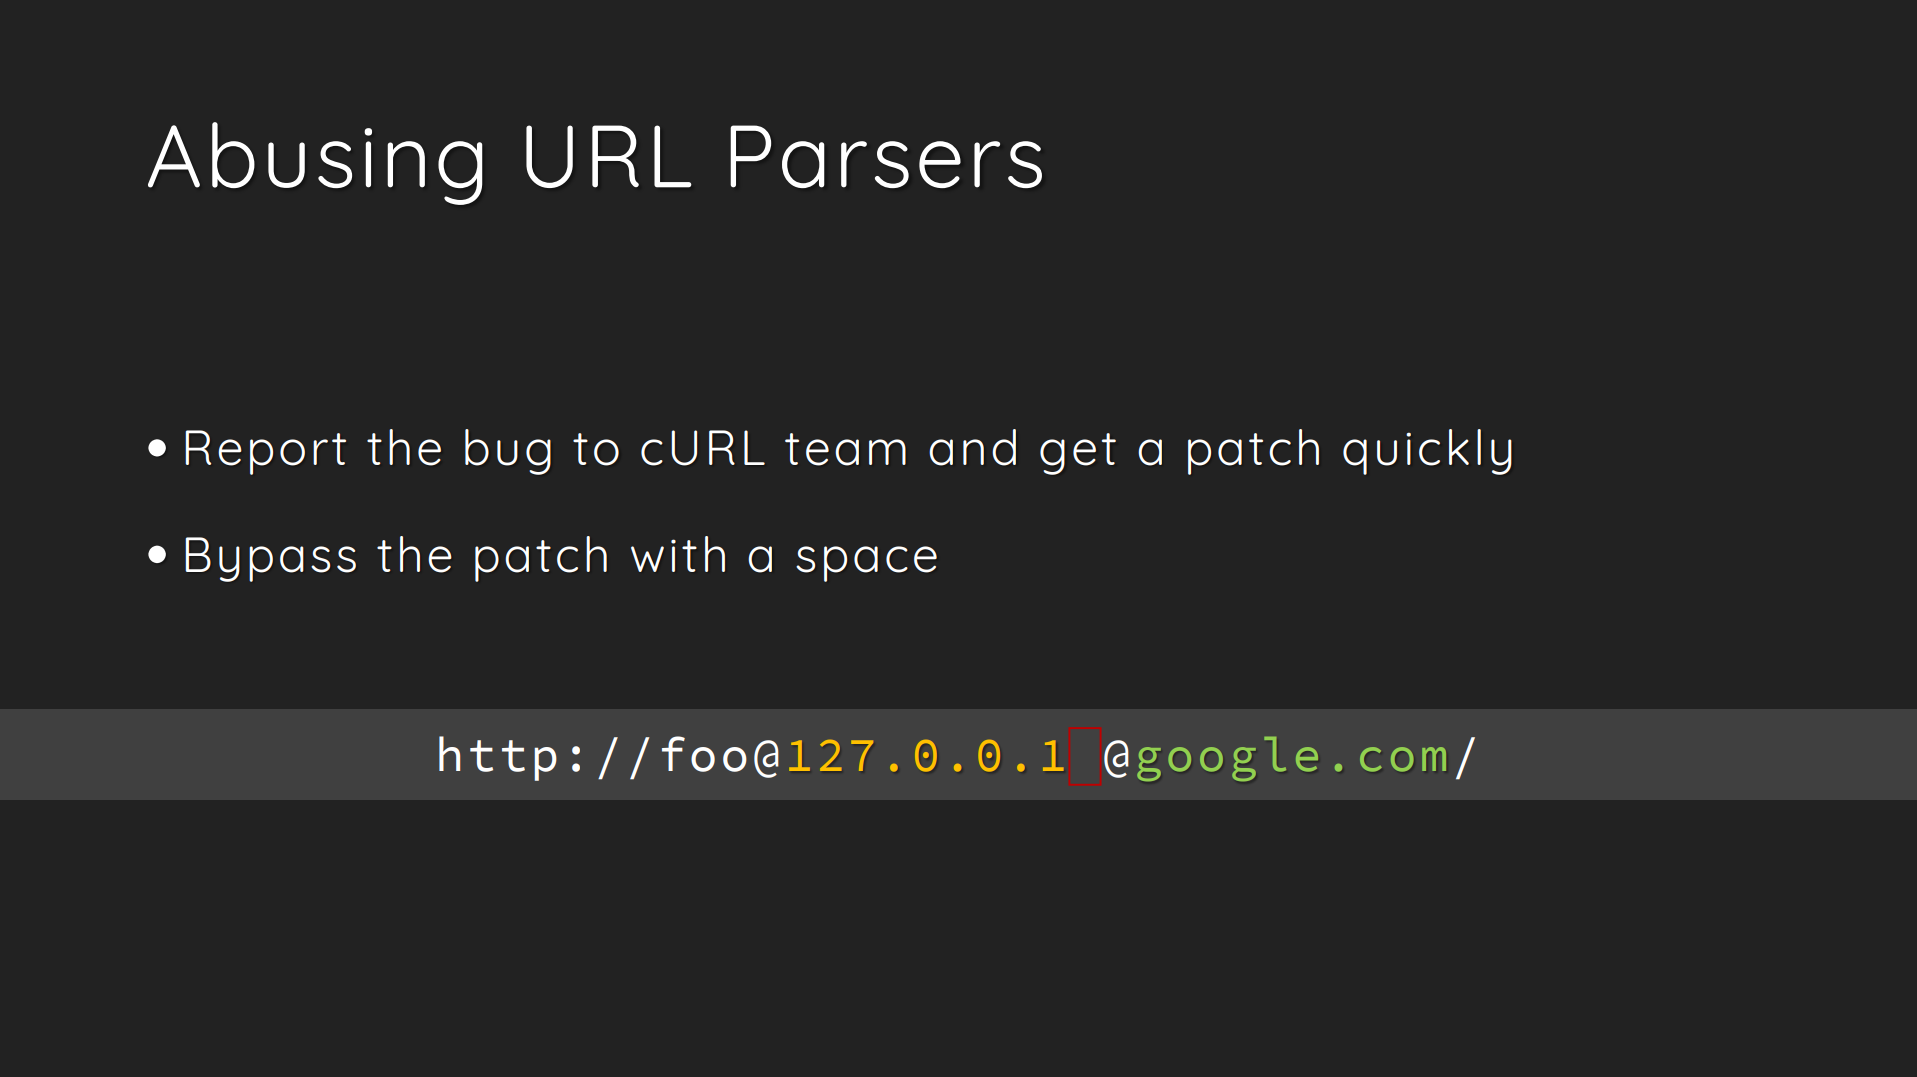 Abusing URL Parsers
• Report the bug to cURL team and get a patch quickly
• Bypass the patch with a space
http://foo@127.0.0.1 @google.com/